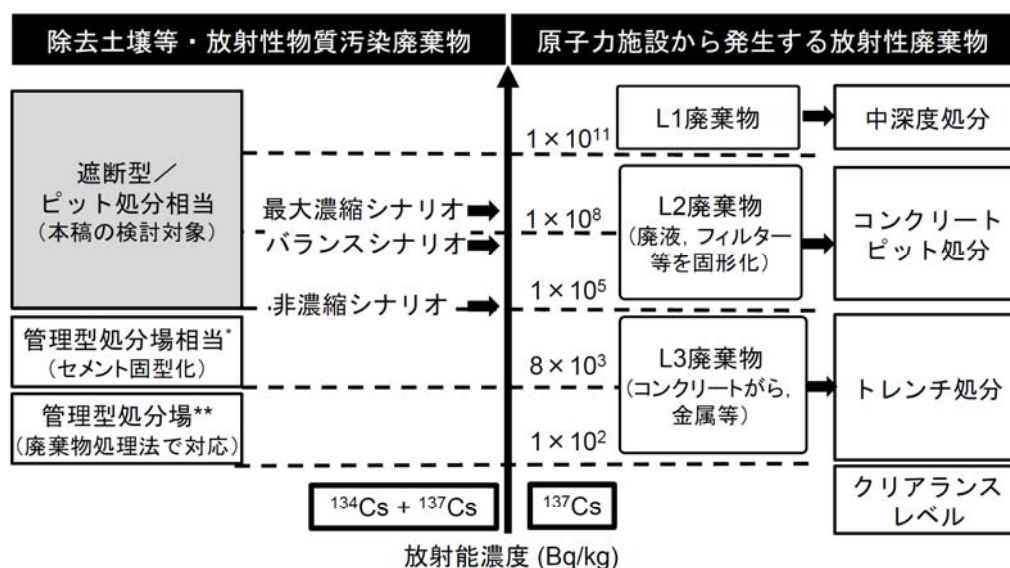 除去土壌等・放射性物質汚染廃棄物
原子力施設から発生する放射性廃棄物
遮断型／
ピット処分相当
(本稿の検討対象)
管理型処分場相当*
(セメント固型化)
管理型処分場**
(廃棄物処理法で対応)
最大濃縮シナリオ
バランスシナリオ
非濃縮シナリオ
¹³⁴Cs + ¹³⁷Cs
1×10¹¹
1×10⁸
1×10⁵
8×10³
1×10²
¹³⁷Cs
放射能濃度 (Bq/kg)
L1廃棄物
L2廃棄物
(廃液, フィルター
等を固形化)
L3廃棄物
(コンクリートがら,
金属等)
中深度処分
コンクリート
ピット処分
トレンチ処分
クリアランス
レベル